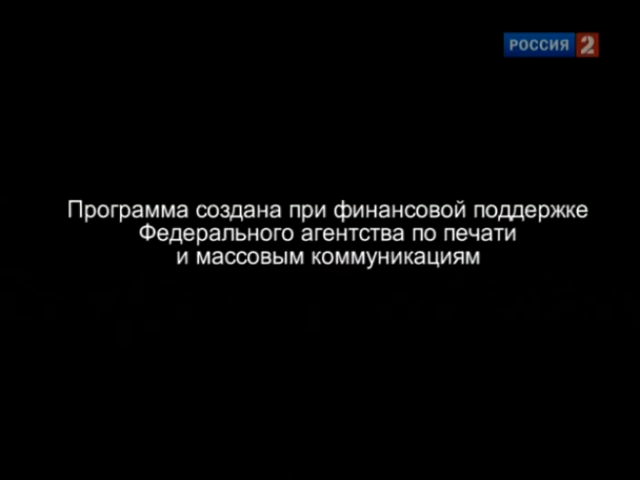 РОССИЯ 2
Программа создана при финансовой поддержке
Федерального агентства по печати
и массовым коммуникациям